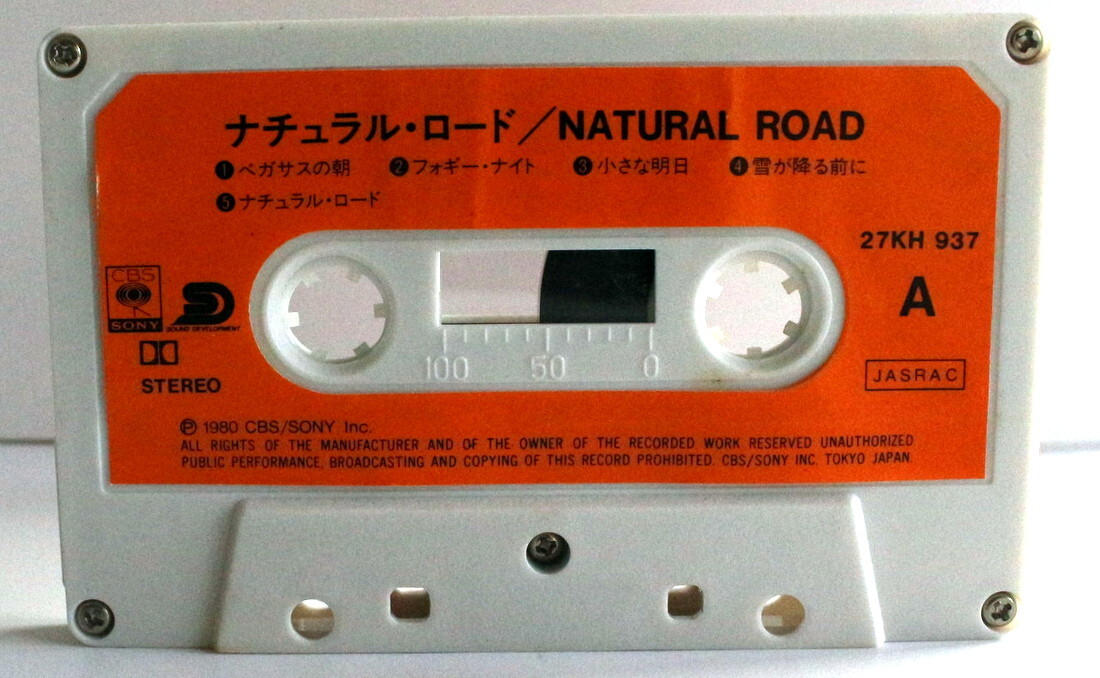 ナチュラル・ロード／NATURAL ROAD
❶ペガサスの朝 ❷フォギー・ナイト ❸小さな明日 ❹雪が降る前に
❺ナチュラル・ロード
27KH 937
CBS
SONY
SOUND DEVELOPMENT
A
STEREO
100 50 0
JASRAC
Ⓟ 1980 CBS/SONY Inc.
ALL RIGHTS OF THE MANUFACTURER AND OF THE OWNER OF THE RECORDED WORK RESERVED UNAUTHORIZED
PUBLIC PERFORMANCE, BROADCASTING AND COPYING OF THIS RECORD PROHIBITED. CBS/SONY INC. TOKYO JAPAN.